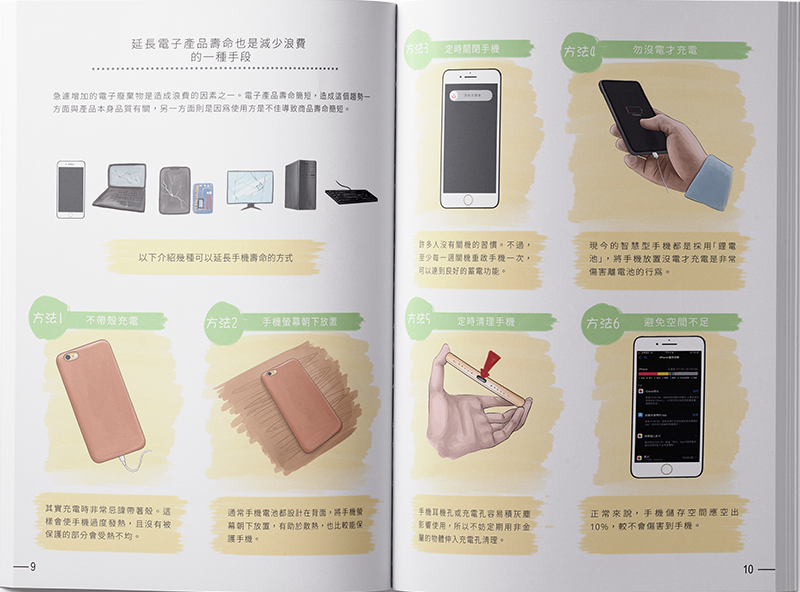 延長電子產品壽命也是減少浪費
的一種手段
急速增加的電子廢棄物是造成浪費的因素之一。電子產品壽命簡短，造成這個趨勢一
方面與產品本身品質有關，另一方面則是因為使用方是不佳導致商品壽命簡短。
以下介紹幾種可以延長手機壽命的方式
方法1 不帶殼充電
其實充電時非常忌諱帶著殼。這
樣會使手機過度發熱，且沒有被
保護的部分會受熱不均。
方法2 手機螢幕朝下放置
通常手機電池都設計在背面，將手機螢
幕朝下放置，有助於散熱，也比較能保
護手機。
9
方法3 定時關閉手機
許多人沒有關機的習慣。不過，
至少每一週關機重啟手機一次，
可以達到良好的蓄電功能。
方法4 勿沒電才充電
現今的智慧型手機都是採用「鋰電
池」，將手機放置沒電才充電是非常
傷害離電池的行為。
方法5 定時清理手機
手機耳機孔或充電孔容易積灰塵
影響使用，所以不妨定期用非金
屬的物體伸入充電孔清理。
方法6 避免空間不足
iPhone
正常來說，手機儲存空間應空出
10%，較不會傷害到手機。
10